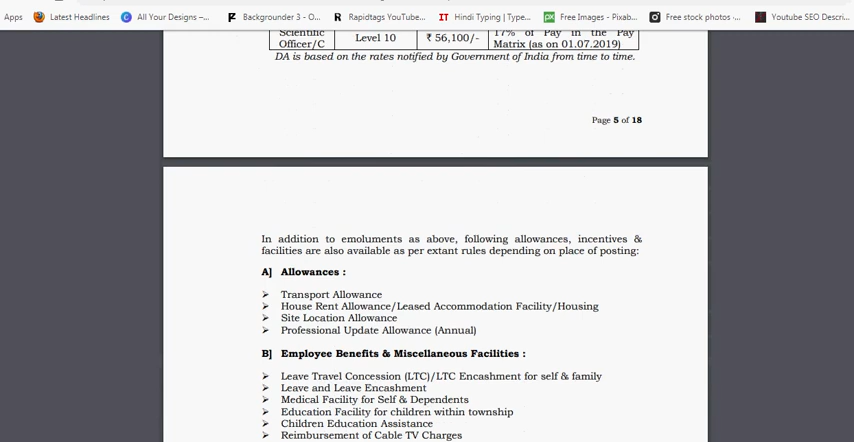 Apps Latest Headlines All Your Designs –... Backgrounder 3 - O... Rapidtags YouTube... Hindi Typing | Type... Free Images - Pixab... Free stock photos ·... Youtube SEO Descri...
Scientific Officer/C Level 10 ₹ 56,100/- 17% of Pay in the Pay Matrix (as on 01.07.2019)
DA is based on the rates notified by Government of India from time to time.
Page 5 of 18
In addition to emoluments as above, following allowances, incentives &
facilities are also available as per extant rules depending on place of posting:
A] Allowances :
➢ Transport Allowance
➢ House Rent Allowance/Leased Accommodation Facility/Housing
➢ Site Location Allowance
➢ Professional Update Allowance (Annual)
B] Employee Benefits & Miscellaneous Facilities :
➢ Leave Travel Concession (LTC)/LTC Encashment for self & family
➢ Leave and Leave Encashment
➢ Medical Facility for Self & Dependents
➢ Education Facility for children within township
➢ Children Education Assistance
➢ Reimbursement of Cable TV Charges